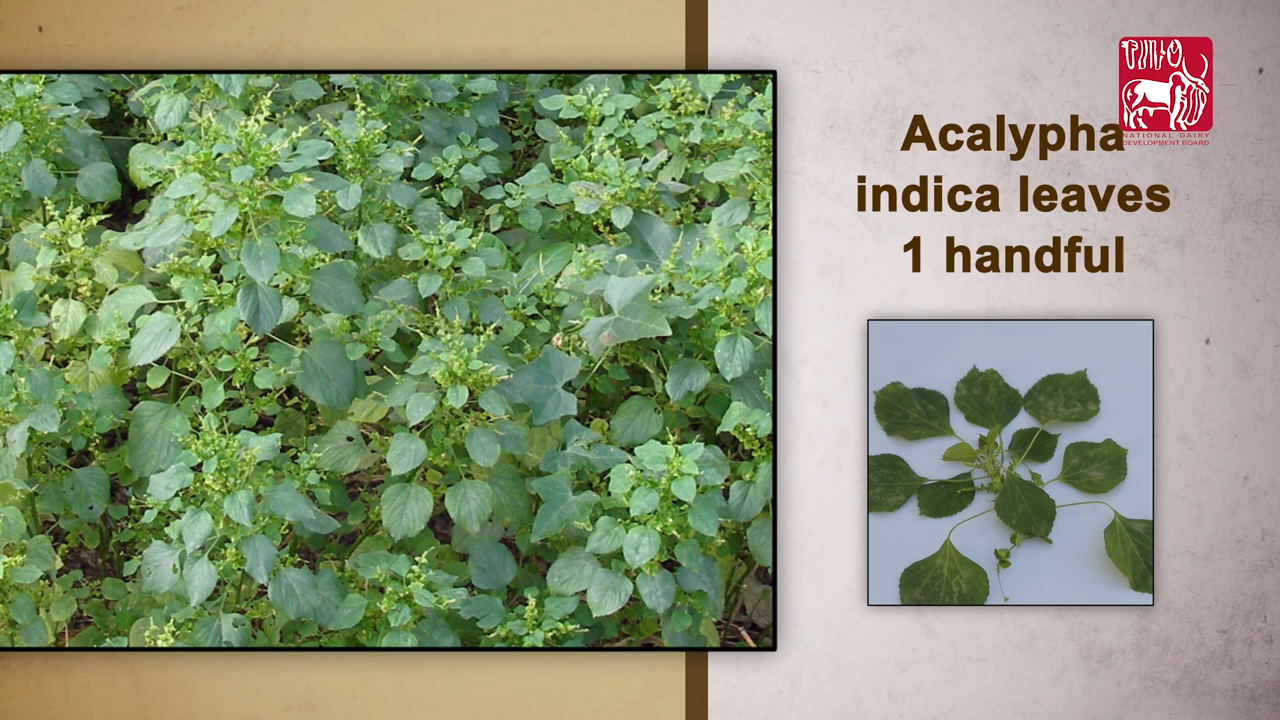 Acalypha
indica leaves
1 handful
NATIONAL DAIRY
DEVELOPMENT BOARD